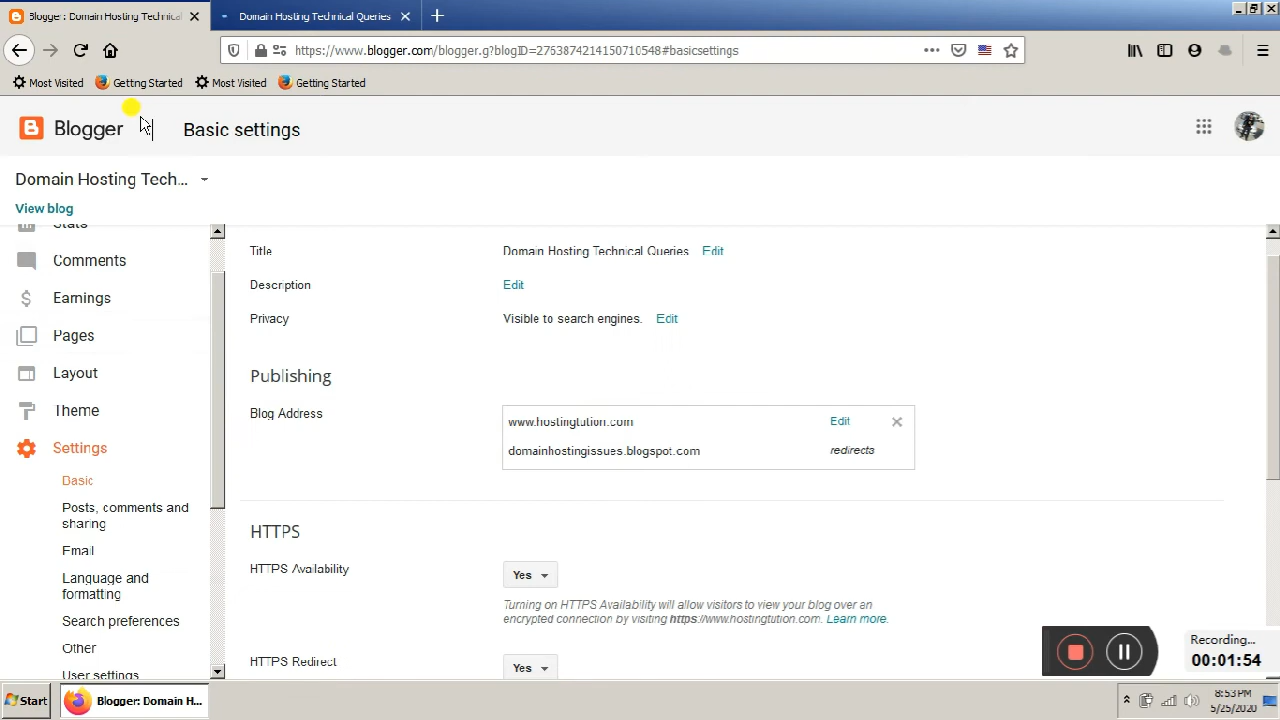 Blogger: Domain Hosting Technical
Domain Hosting Technical Queries
https://www.blogger.com/blogger.g?blogID=2763874214150710548#basicsettings
Most Visited
Getting Started
Most Visited
Getting Started
Blogger
Basic settings
Domain Hosting Tech...
View blog
Stats
Comments
Earnings
Pages
Layout
Theme
Settings
Basic
Posts, comments and
sharing
Email
Language and
formatting
Search preferences
Other
User settings
Title
Domain Hosting Technical Queries Edit
Description
Edit
Privacy
Visible to search engines. Edit
Publishing
Blog Address
www.hostingtution.com Edit
domainhostingissues.blogspot.com redirects
HTTPS
HTTPS Availability
Yes
Turning on HTTPS Availability will allow visitors to view your blog over an
encrypted connection by visiting https://www.hostingtution.com. Learn more.
HTTPS Redirect
Yes
Recording...
00:01:54
Start
Blogger: Domain H...
8:53 PM
5/25/2020